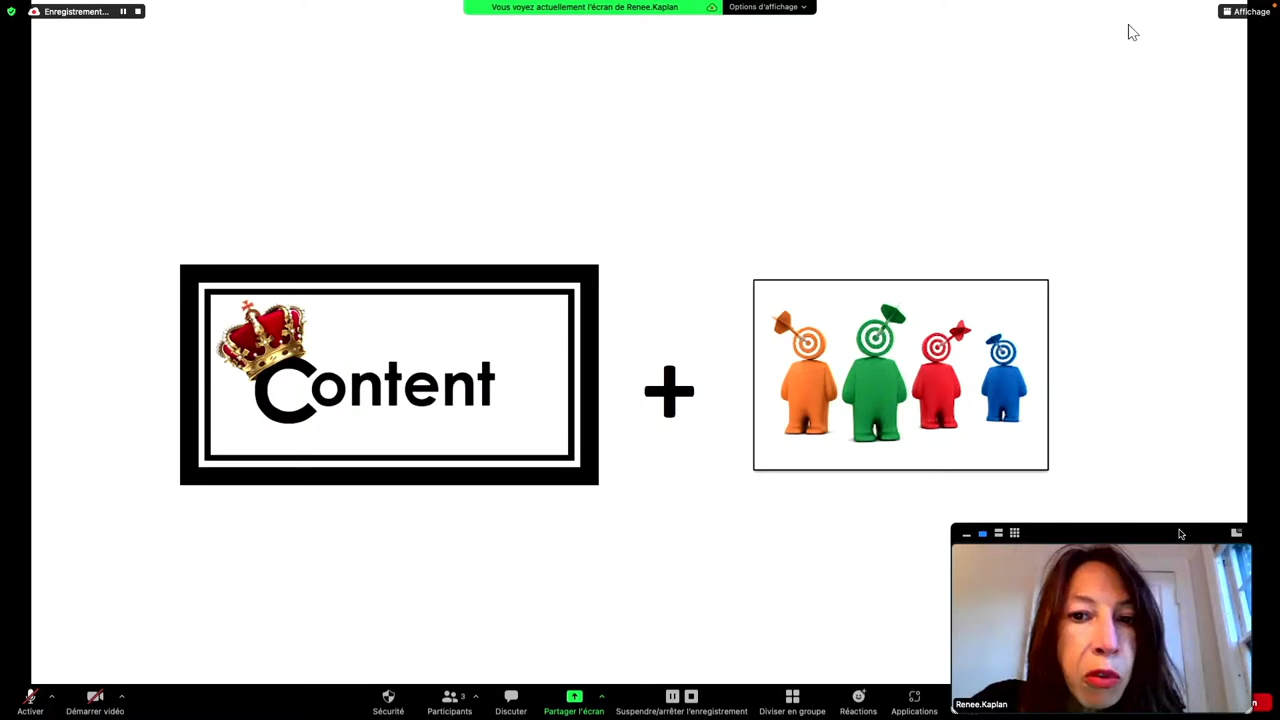 Enregistrement...
Vous voyez actuellement l'écran de Renee.Kaplan
Options d'affichage
Affichage
Content
Renee.Kaplan
Activer
Démarrer vidéo
Sécurité
Participants
3
Discuter
Partager l'écran
Suspendre/arrêter l'enregistrement
Diviser en groupe
Réactions
Applications